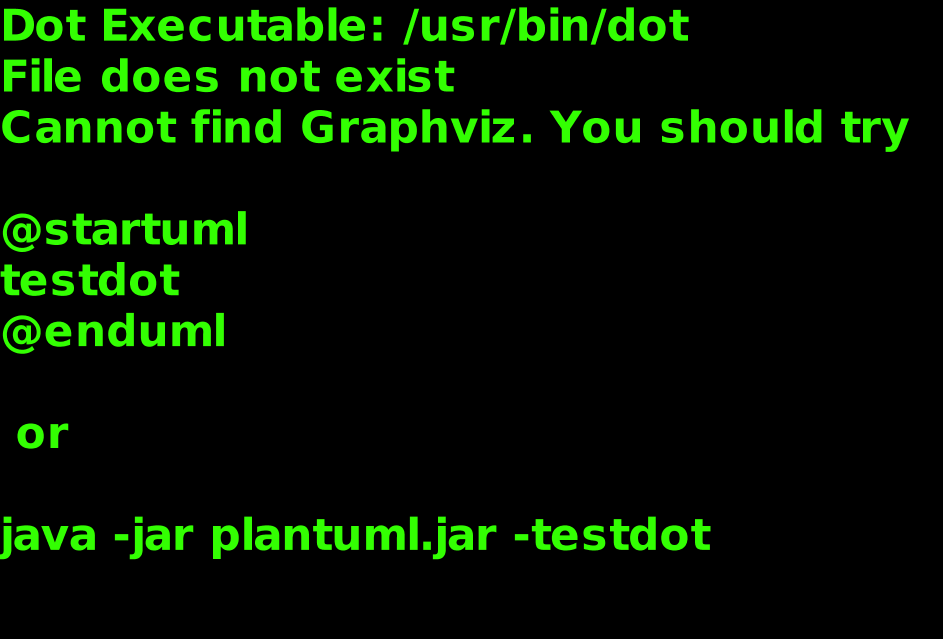 Dot Executable: /usr/bin/dot
File does not exist
Cannot find Graphviz. You should try
@startuml
testdot
@enduml
or
java -jar plantuml.jar -testdot